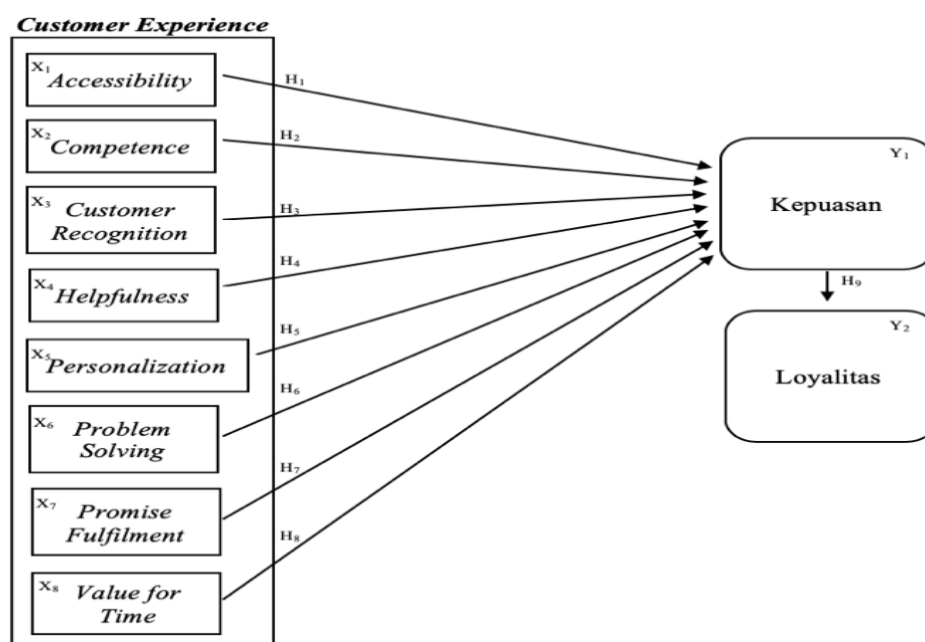 Customer Experience
X₁ Accessibility
H₁
X₂ Competence
H₂
X₃ Customer
Recognition
H₃
X₄ Helpfulness
H₄
X₅ Personalization
H₅
X₆ Problem
Solving
H₆
X₇ Promise
Fulfilment
H₇
X₈ Value for
Time
H₈
Y₁
Kepuasan
H₉
Y₂
Loyalitas